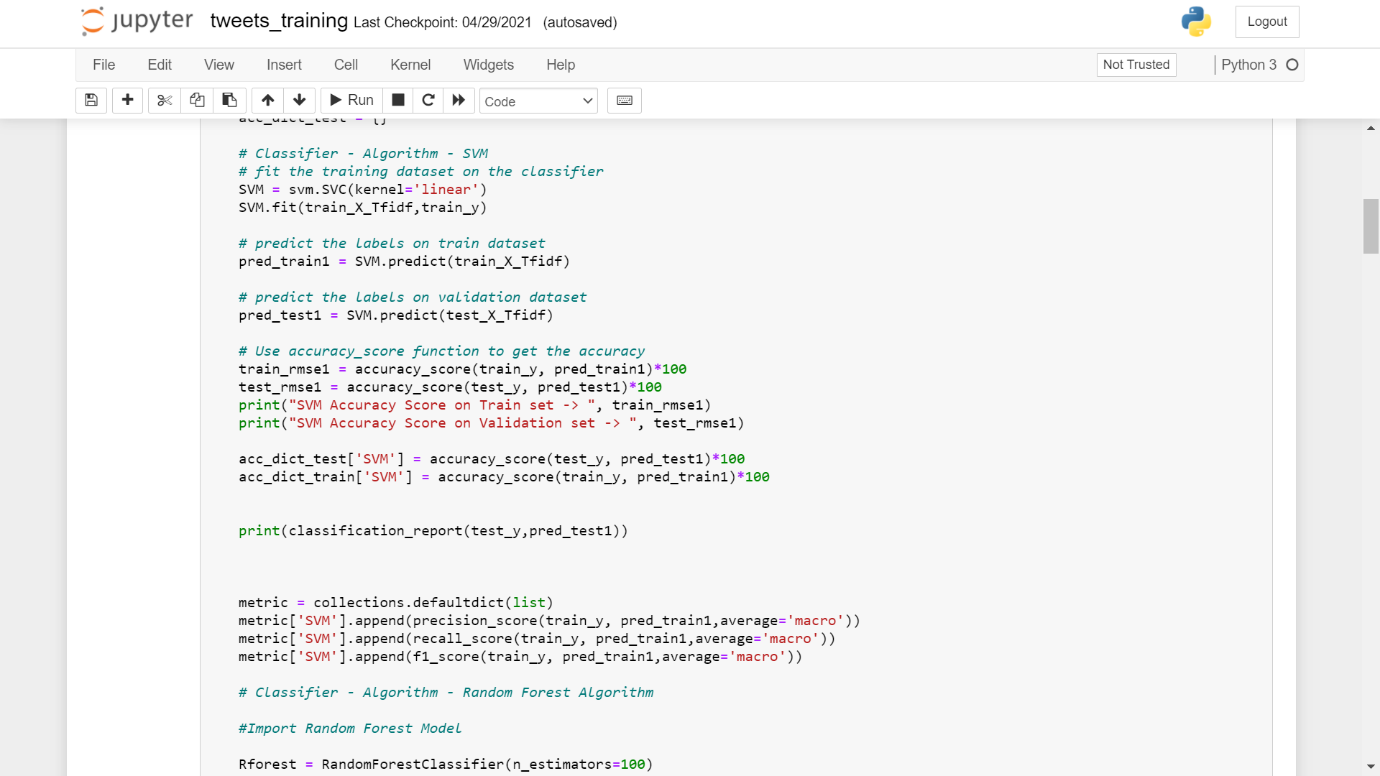 jupyter tweets_training Last Checkpoint: 04/29/2021 (autosaved) Logout
File Edit View Insert Cell Kernel Widgets Help Not Trusted Python 3
Run Code
acc_dict_test = {}
# Classifier - Algorithm - SVM
# fit the training dataset on the classifier
SVM = svm.SVC(kernel='linear')
SVM.fit(train_X_Tfidf,train_y)
# predict the labels on train dataset
pred_train1 = SVM.predict(train_X_Tfidf)
# predict the labels on validation dataset
pred_test1 = SVM.predict(test_X_Tfidf)
# Use accuracy_score function to get the accuracy
train_rmse1 = accuracy_score(train_y, pred_train1)*100
test_rmse1 = accuracy_score(test_y, pred_test1)*100
print("SVM Accuracy Score on Train set -> ", train_rmse1)
print("SVM Accuracy Score on Validation set -> ", test_rmse1)
acc_dict_test['SVM'] = accuracy_score(test_y, pred_test1)*100
acc_dict_train['SVM'] = accuracy_score(train_y, pred_train1)*100
print(classification_report(test_y,pred_test1))
metric = collections.defaultdict(list)
metric['SVM'].append(precision_score(train_y, pred_train1,average='macro'))
metric['SVM'].append(recall_score(train_y, pred_train1,average='macro'))
metric['SVM'].append(f1_score(train_y, pred_train1,average='macro'))
# Classifier - Algorithm - Random Forest Algorithm
#Import Random Forest Model
Rforest = RandomForestClassifier(n_estimators=100)